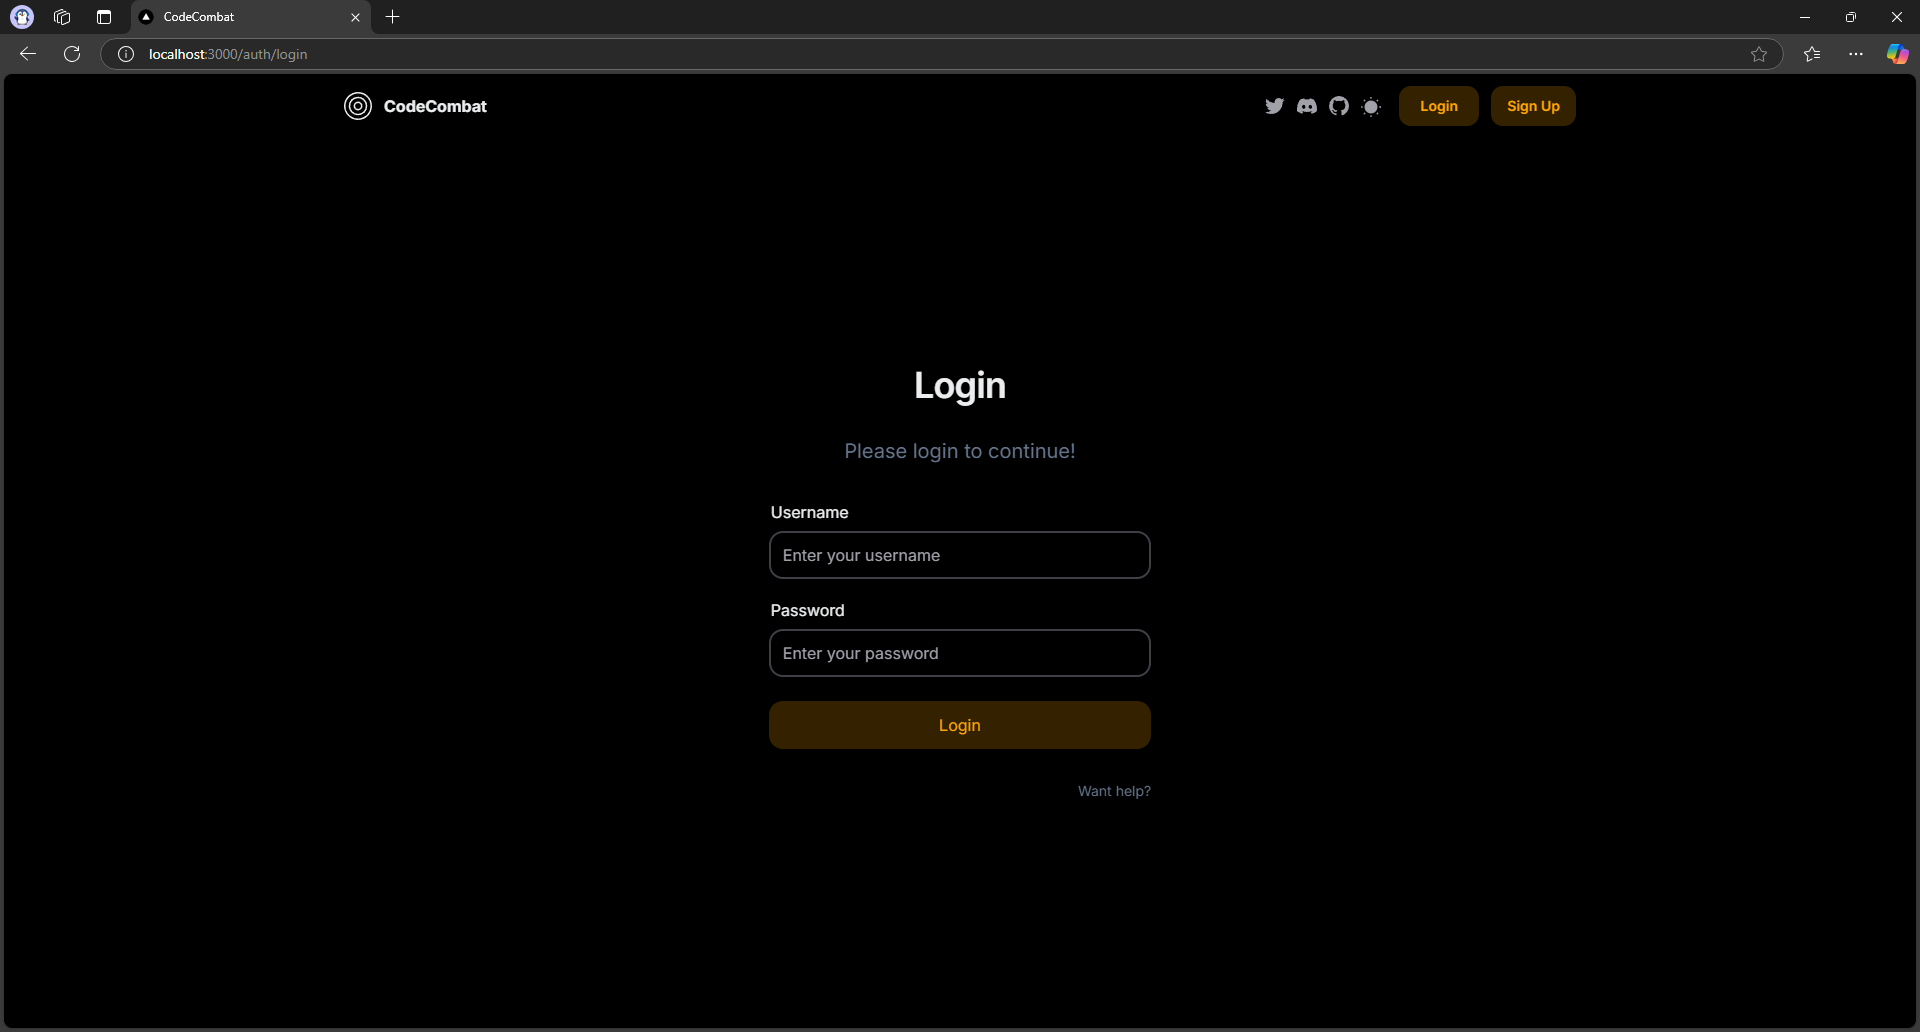 CodeCombat
localhost:3000/auth/login
CodeCombat
Login
Sign Up
Login
Please login to continue!
Username
Enter your username
Password
Enter your password
Login
Want help?